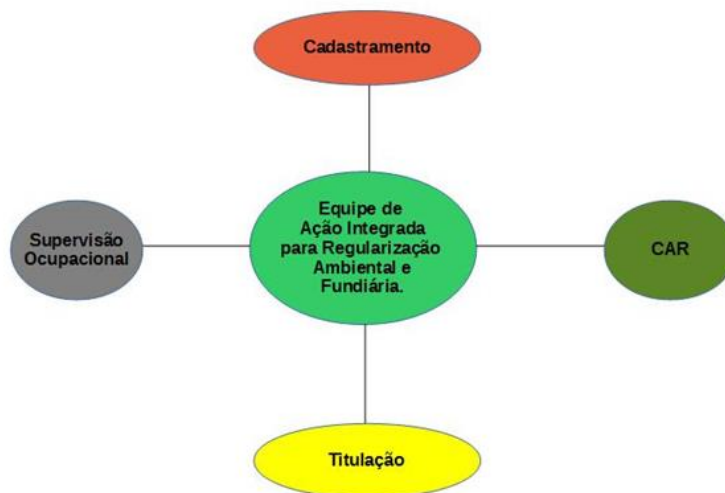 Cadastramento
Equipe de
Ação Integrada
para Regularização
Ambiental e
Fundiária.
Supervisão
Ocupacional
CAR
Titulação